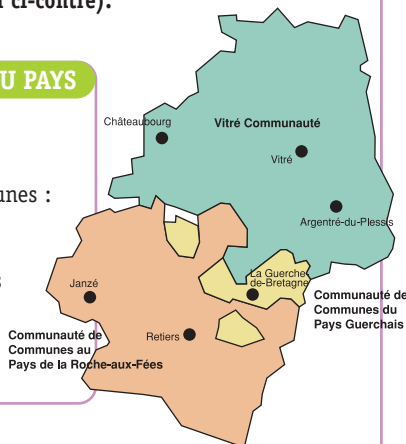 ci-contre).
U PAYS
unes :
s
Châteaubourg
Vitré Communauté
Vitré
Argentré-du-Plessis
La Guerche
de-Bretagne
Janzé
Communauté de
Communes du
Pays Guerchais
Retiers
Communauté de
Communes au
Pays de la Roche-aux-Fées